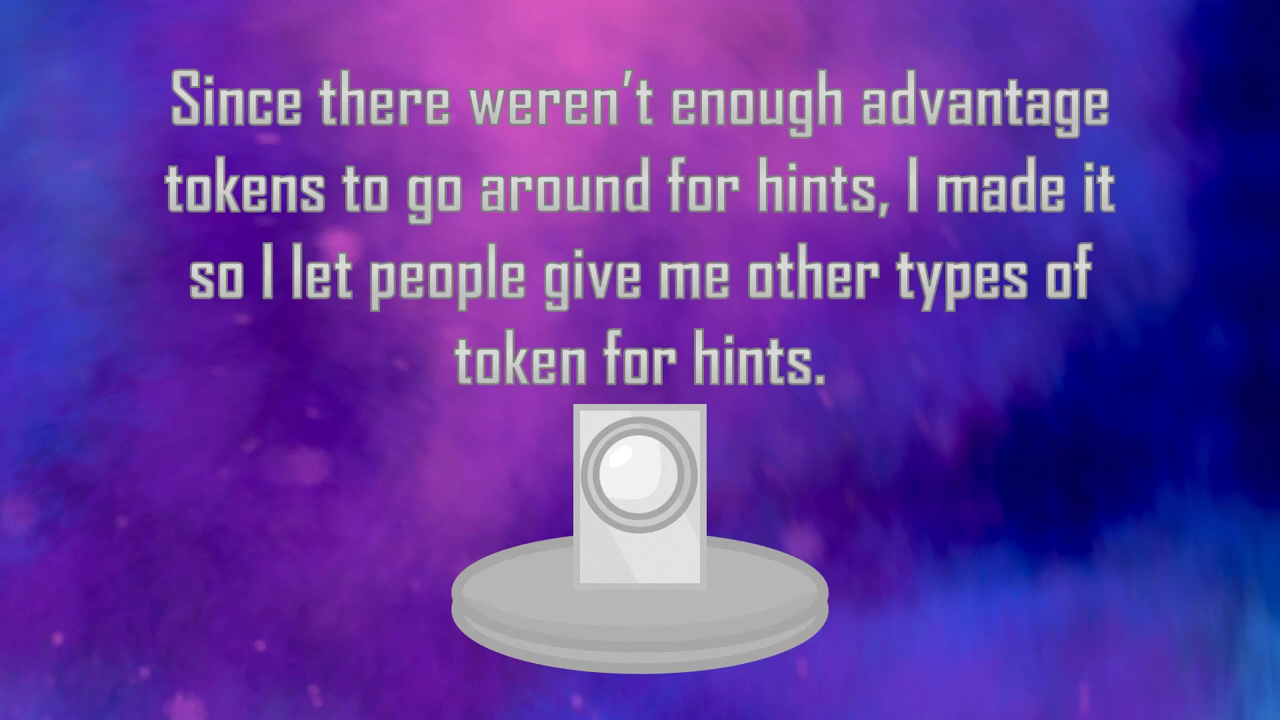 Since there weren't enough advantage
tokens to go around for hints, I made it
so I let people give me other types of
token for hints.